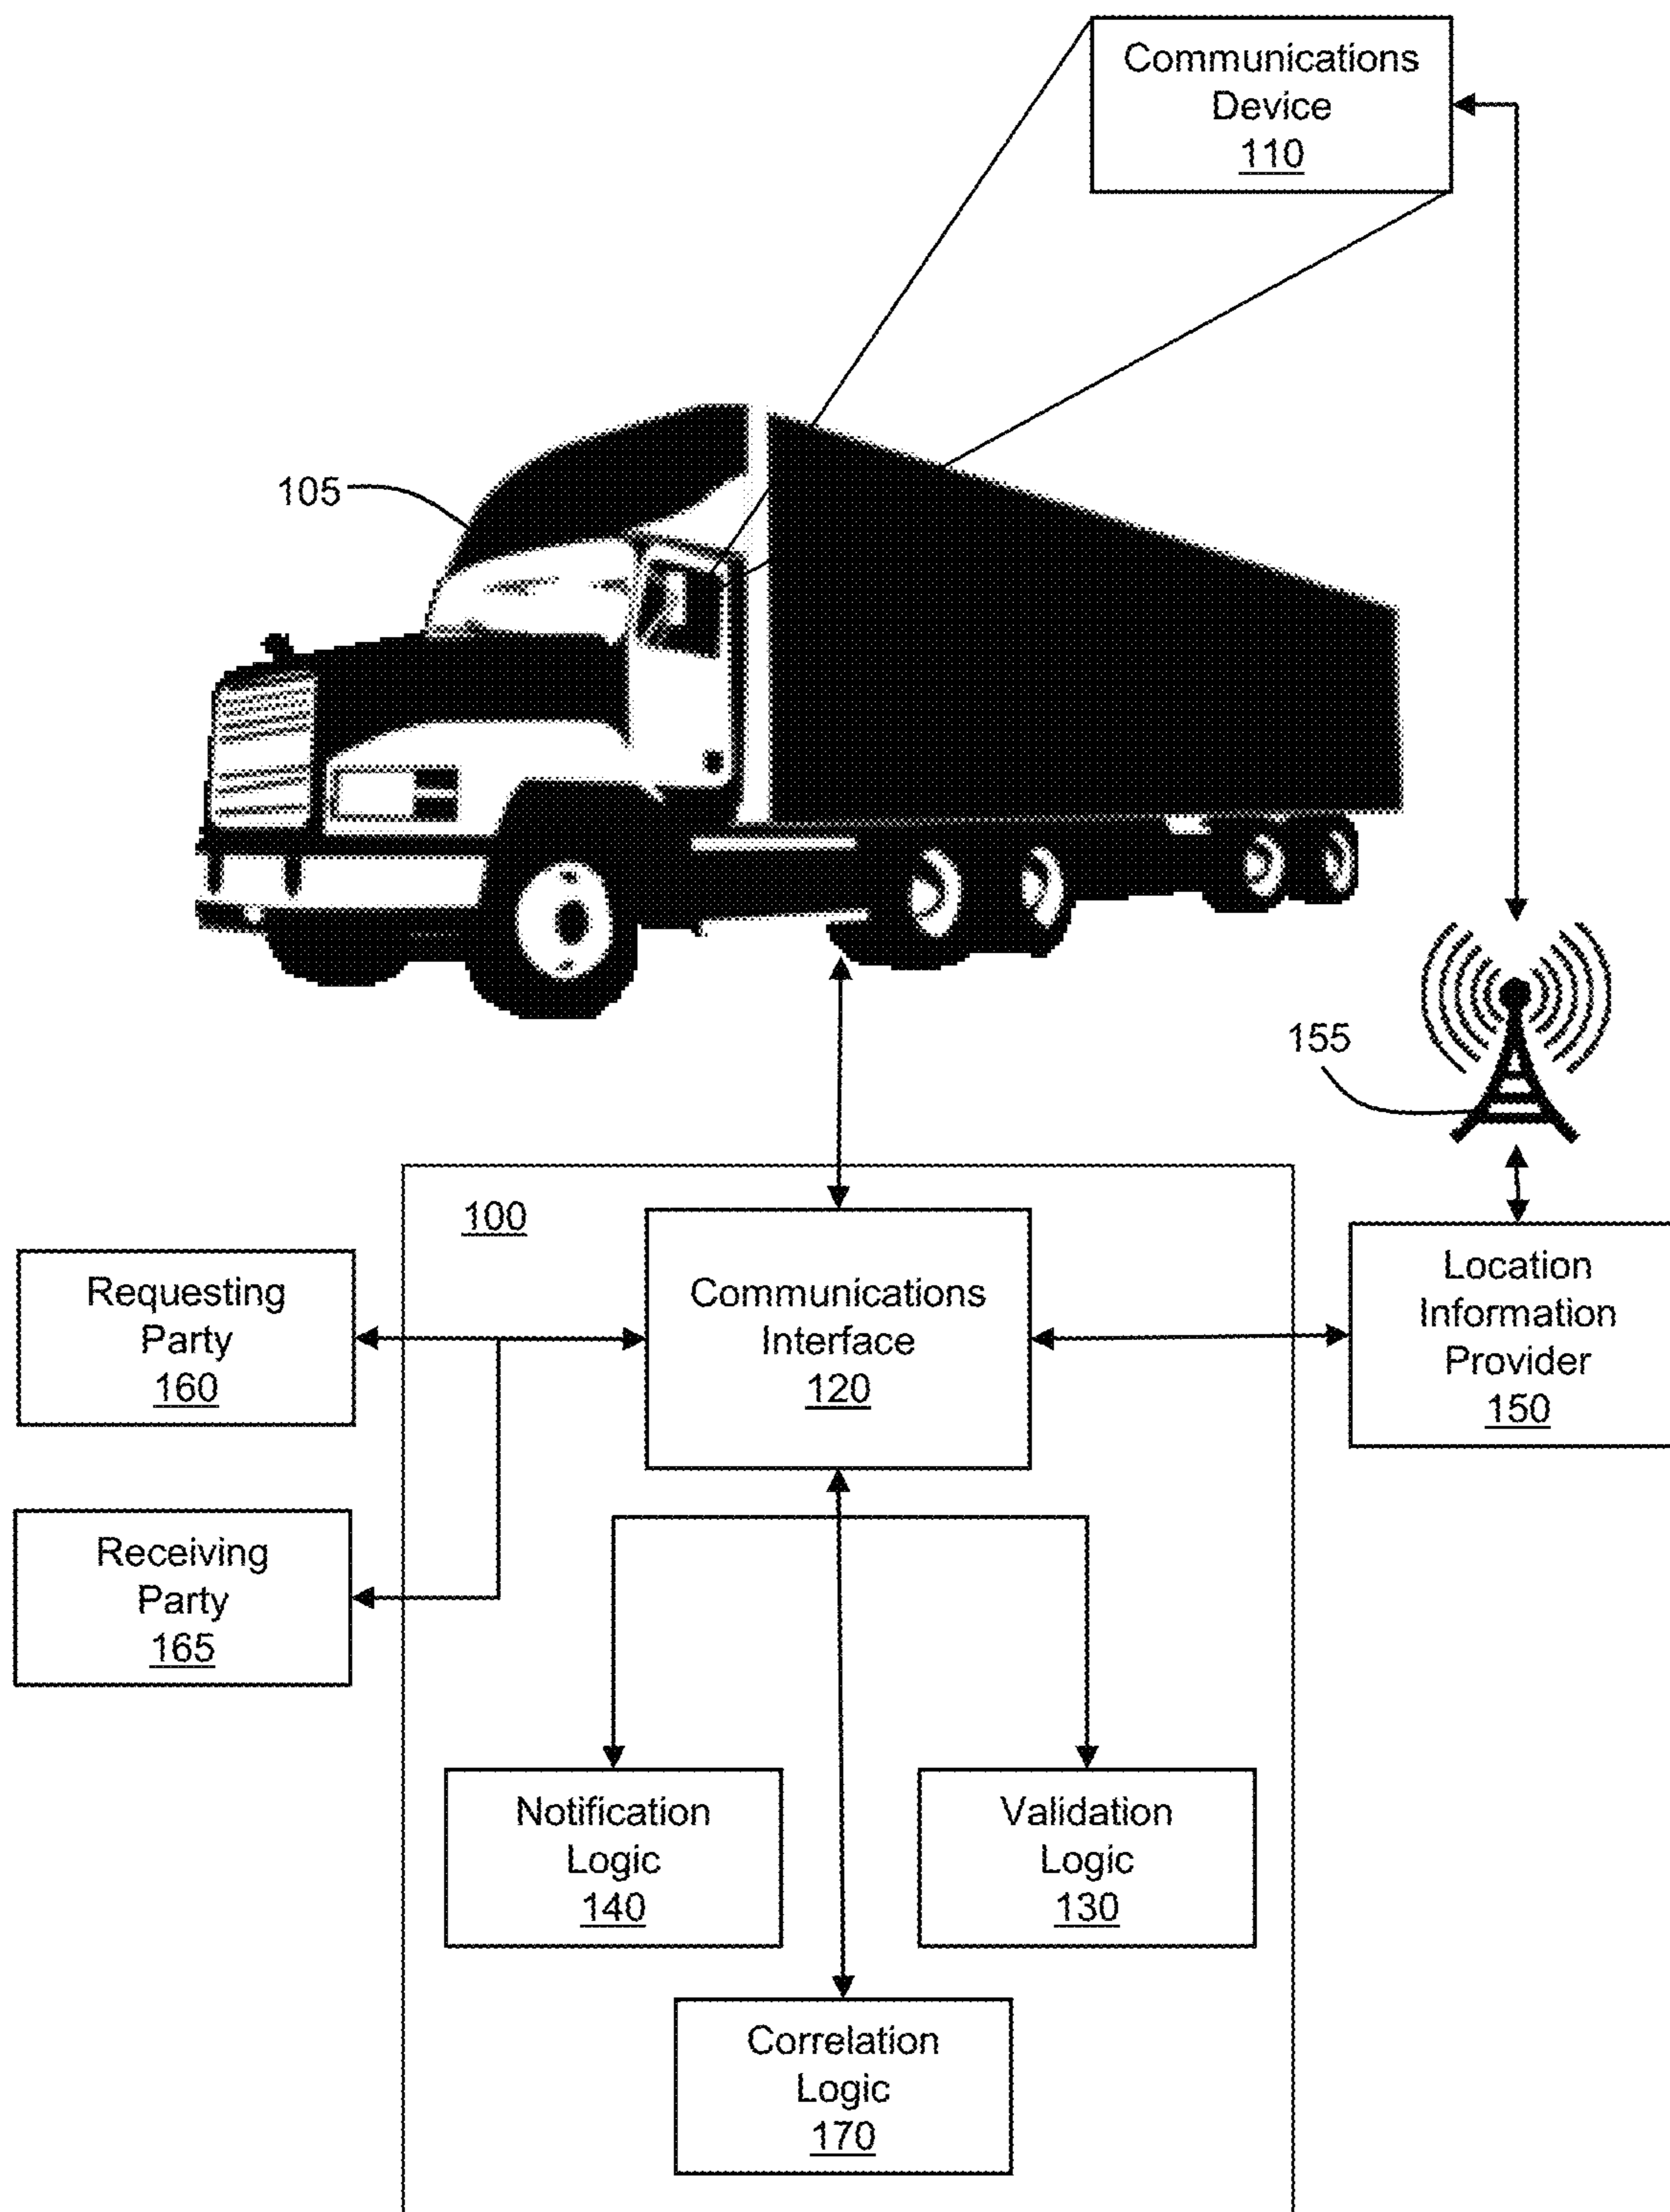 Communications
Device
110
105
155
100
Requesting
Party
160
Communications
Interface
120
Location
Information
Provider
150
Receiving
Party
165
Notification
Logic
140
Validation
Logic
130
Correlation
Logic
170